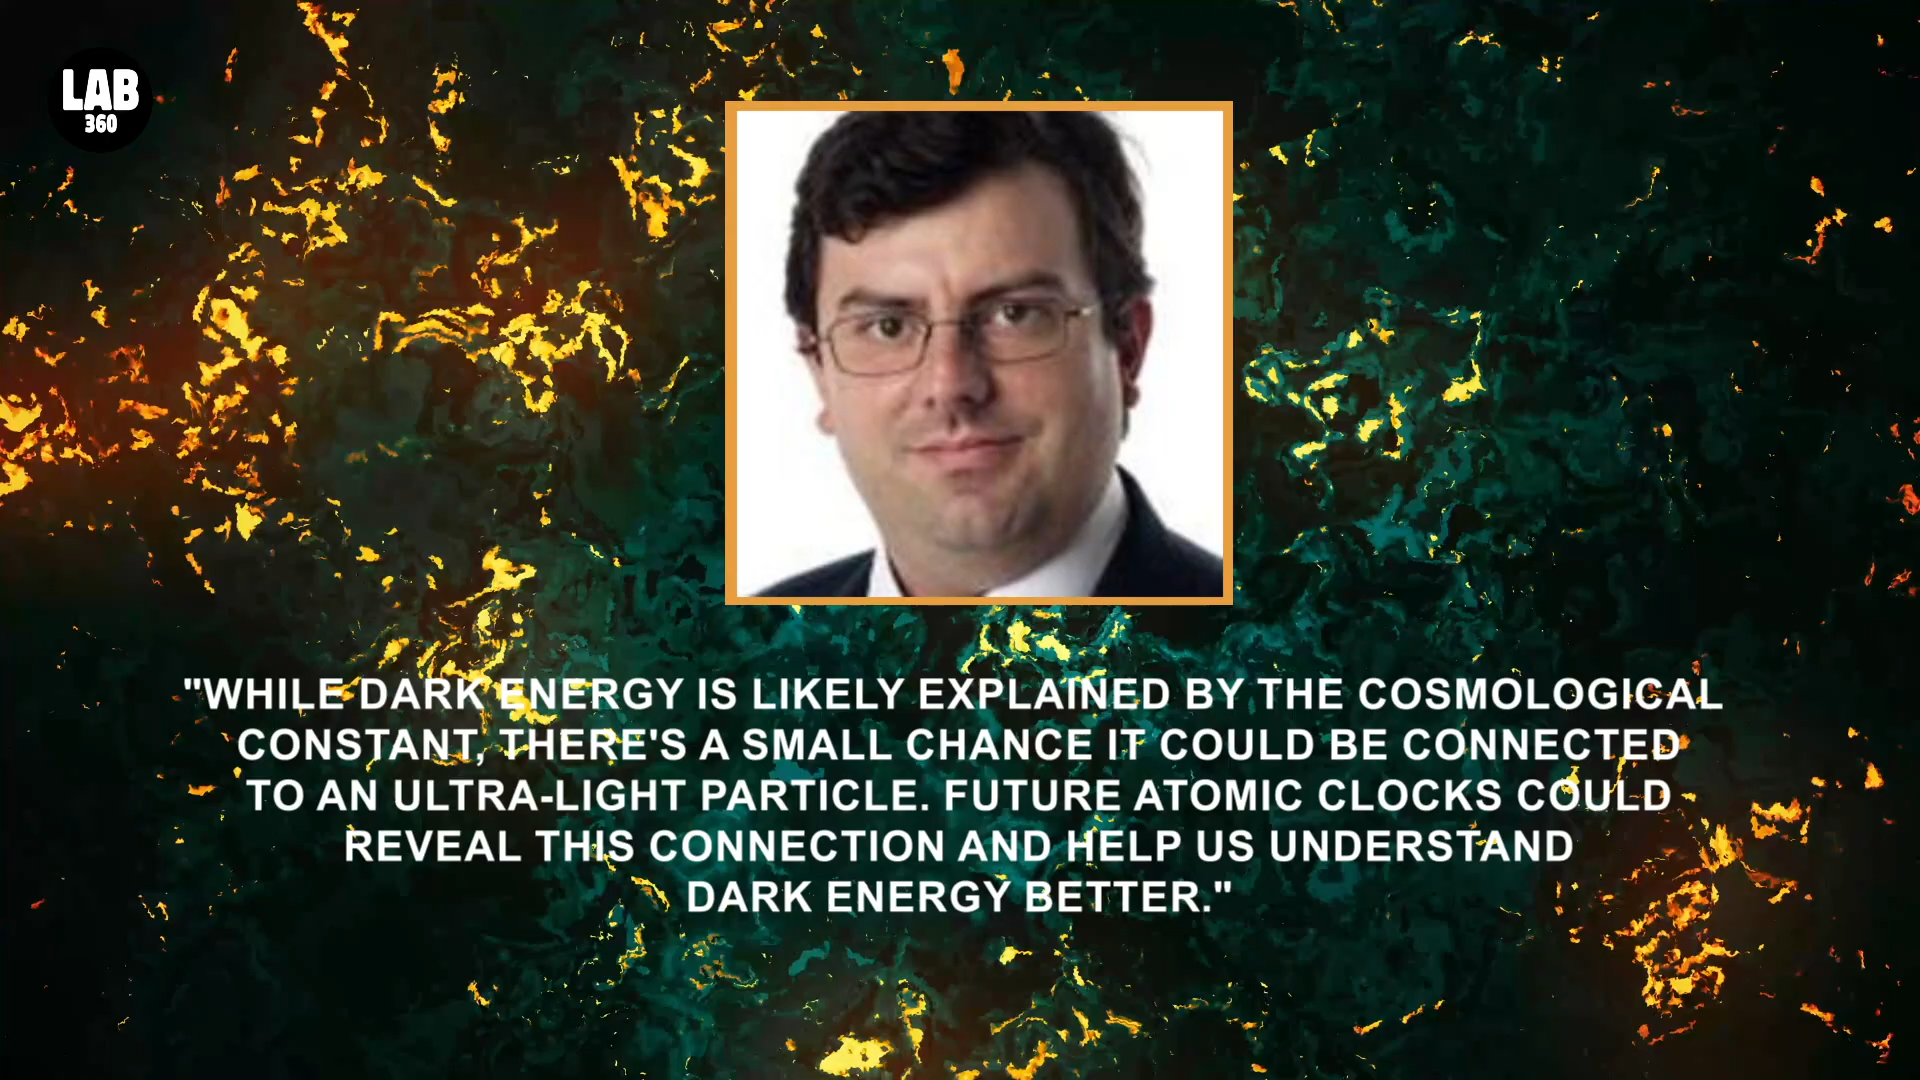 LAB
360
"WHILE DARK ENERGY IS LIKELY EXPLAINED BY THE COSMOLOGICAL
CONSTANT, THERE'S A SMALL CHANCE IT COULD BE CONNECTED
TO AN ULTRA-LIGHT PARTICLE. FUTURE ATOMIC CLOCKS COULD
REVEAL THIS CONNECTION AND HELP US UNDERSTAND
DARK ENERGY BETTER."